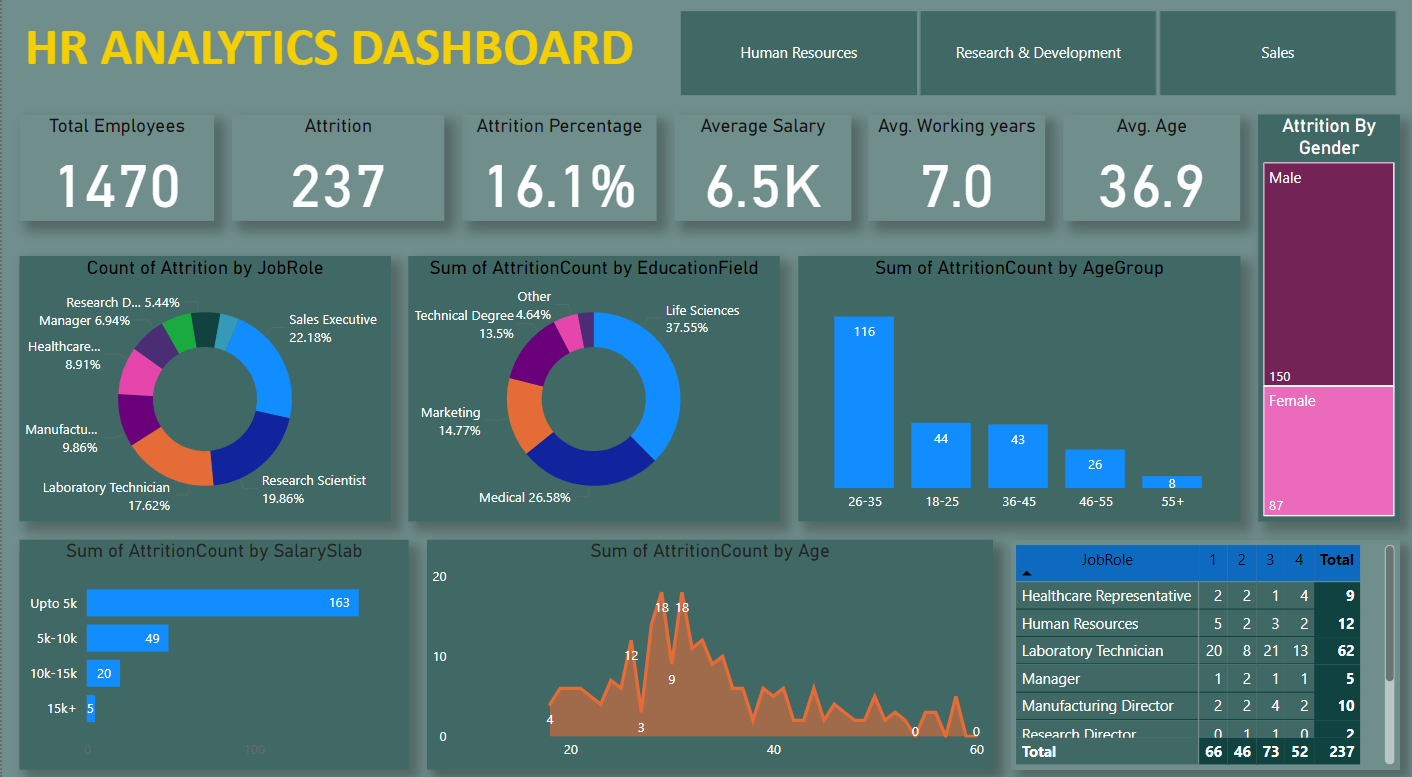 HR ANALYTICS DASHBOARD
Human Resources
Research & Development
Sales
Total Employees
1470
Attrition
237
Attrition Percentage
16.1%
Average Salary
6.5K
Avg. Working years
7.0
Avg. Age
36.9
Attrition By
Gender
Male
150
Female
87
Count of Attrition by JobRole
Research D... 5.44%
Manager 6.94%
Healthcare...
8.91%
Manufactu...
9.86%
Laboratory Technician
17.62%
Sales Executive
22.18%
Research Scientist
19.86%
Sum of AttritionCount by EducationField
Other
4.64%
Technical Degree
13.5%
Marketing
14.77%
Medical 26.58%
Life Sciences
37.55%
Sum of AttritionCount by AgeGroup
116
44
43
26
8
26-35
18-25
36-45
46-55
55+
Sum of AttritionCount by SalarySlab
Upto 5k
163
5k-10k
49
10k-15k
20
15k+
5
0
100
Sum of AttritionCount by Age
20
10
0
4
12
3
18
9
18
0
0
20
40
60
JobRole 1 2 3 4 Total
Healthcare Representative 2 2 1 4 9
Human Resources 5 2 3 2 12
Laboratory Technician 20 8 21 13 62
Manager 1 2 1 1 5
Manufacturing Director 2 2 4 2 10
Research Director 0 1 1 0 2
Total 66 46 73 52 237